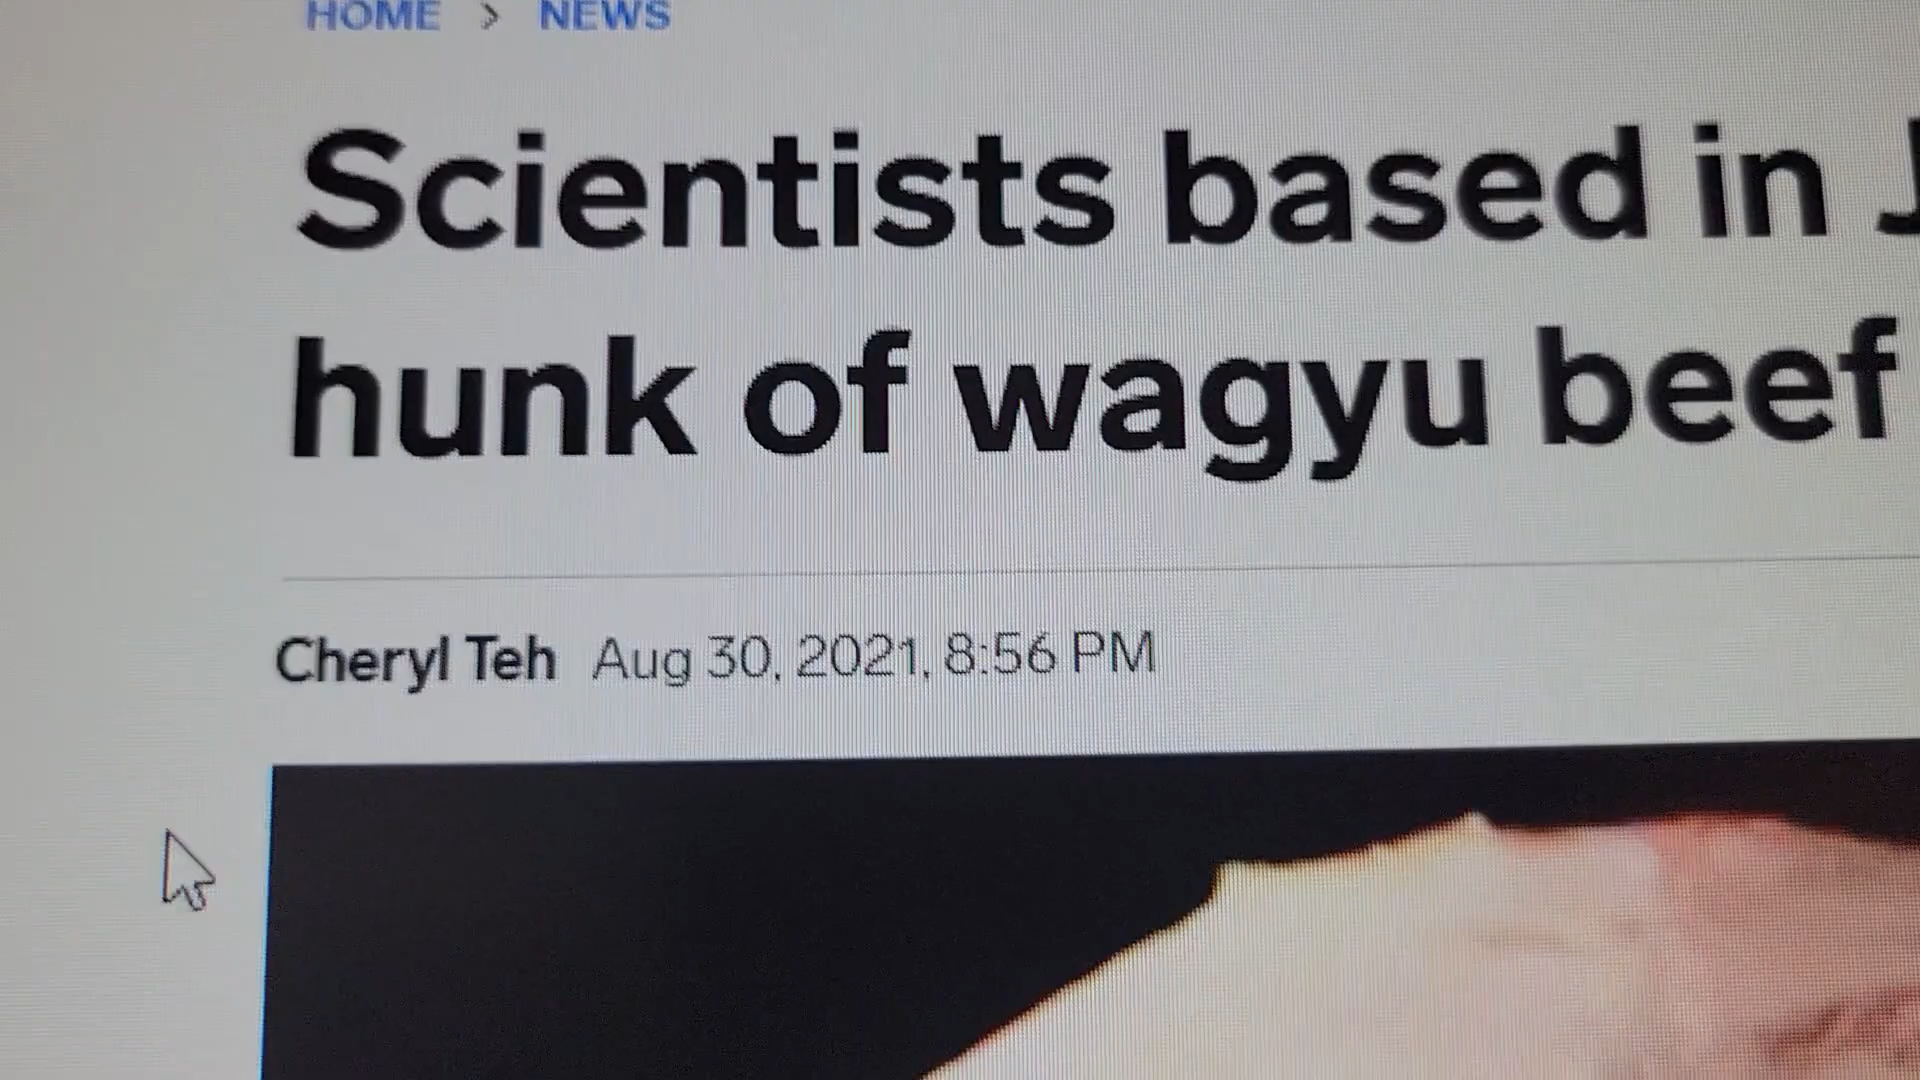 HOME > NEWS
Scientists based in
hunk of wagyu beef
Cheryl Teh Aug 30, 2021, 8:56 PM